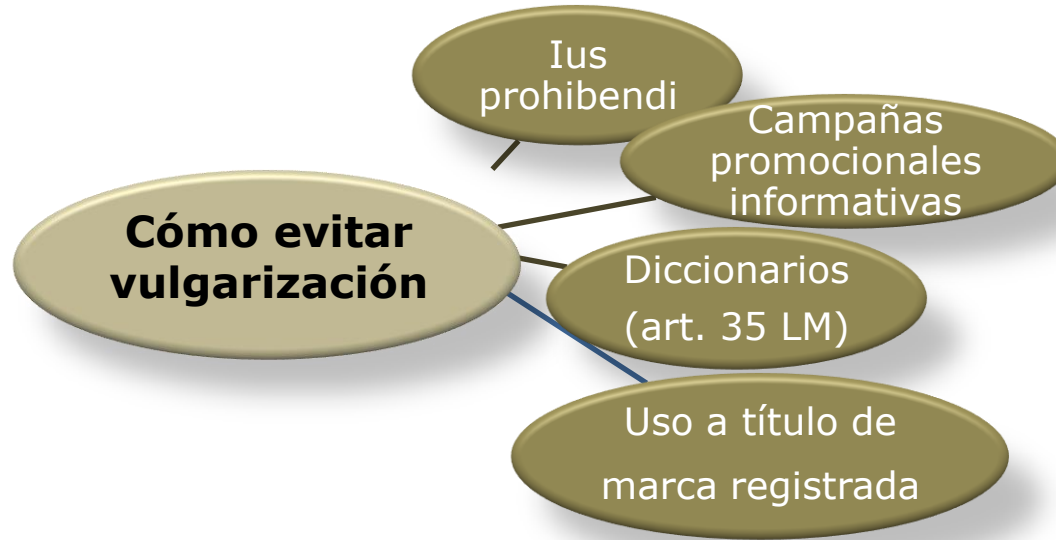 Ius
prohibendi
Campañas
promocionales
informativas
Cómo evitar
vulgarización
Diccionarios
(art. 35 LM)
Uso a título de
marca registrada